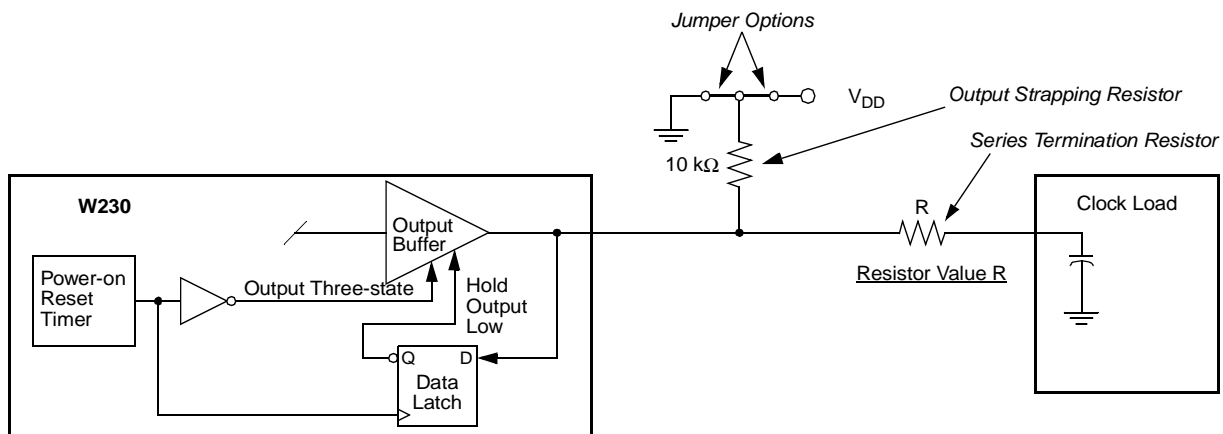 Jumper Options
V_DD
Output Strapping Resistor
10 kΩ
Series Termination Resistor
W230
Output
Buffer
R
Clock Load
Power-on
Reset
Timer
Output Three-state
Hold
Output
Low
Resistor Value R
Q
D
Data
Latch